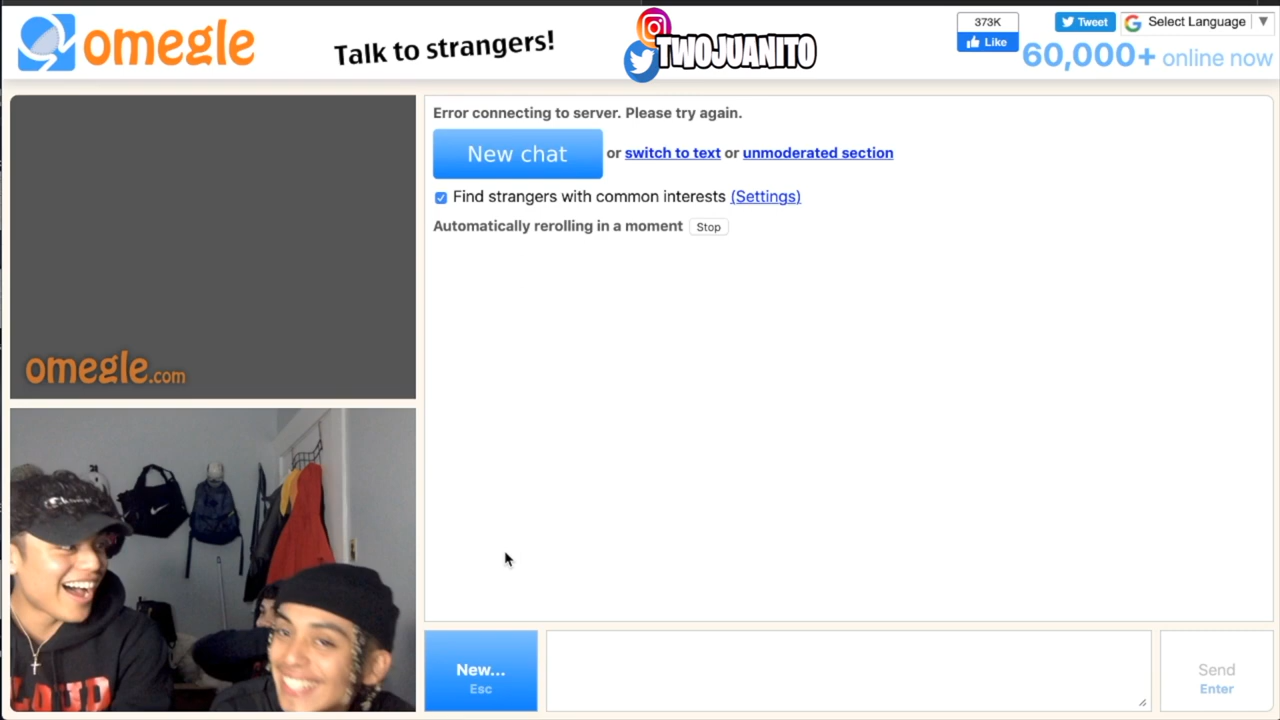 omegle
Talk to strangers!
TWOJUANITO
373K
Like
Tweet
Select Language ▼
60,000+ online now
Error connecting to server. Please try again.
New chat or switch to text or unmoderated section
Find strangers with common interests (Settings)
Automatically rerolling in a moment Stop
omegle.com
LOUD
New...
Esc
Send
Enter